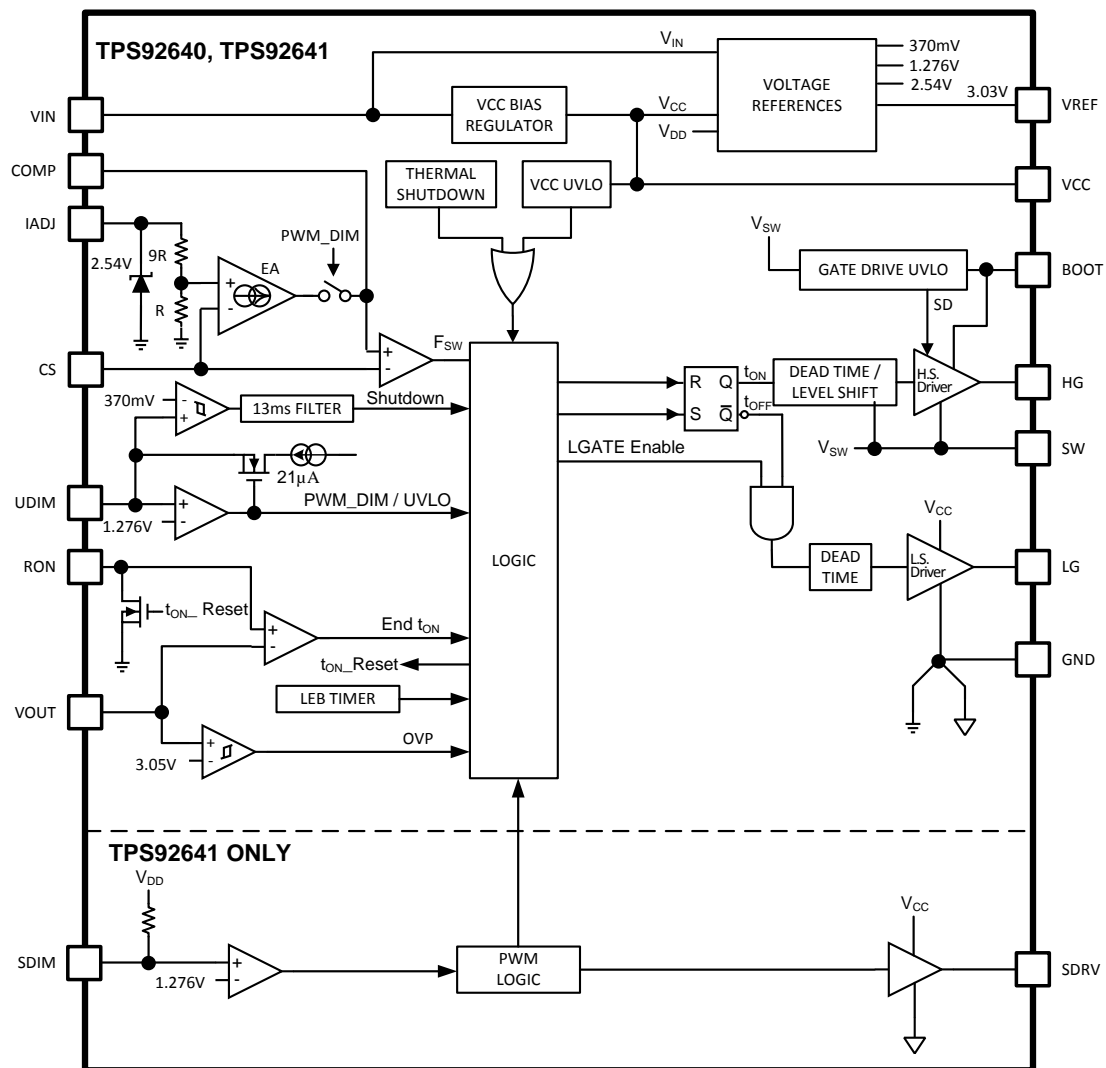 TPS92640, TPS92641
VIN
VCC BIAS
REGULATOR
VIN
VCC
VDD
VOLTAGE
REFERENCES
370mV
1.276V
2.54V
3.03V
VREF
COMP
THERMAL
SHUTDOWN
VCC UVLO
VCC
IADJ
2.54V
9R
R
+
-
EA
PWM_DIM
VSW
GATE DRIVE UVLO
BOOT
SD
CS
+
-
FSW
370mV
-
+
13ms FILTER
Shutdown
R Q
S Q
tON
tOFF
DEAD TIME /
LEVEL SHIFT
H.S.
Driver
HG
VSW
SW
LGATE Enable
21µA
UDIM
+
-
1.276V
PWM_DIM / UVLO
LOGIC
VCC
RON
DEAD
TIME
L.S.
Driver
LG
tON_ Reset
+
-
End tON
tON_Reset
GND
LEB TIMER
VOUT
+
-
3.05V
OVP
TPS92641 ONLY
VDD
SDIM
+
-
1.276V
PWM
LOGIC
VCC
SDRV